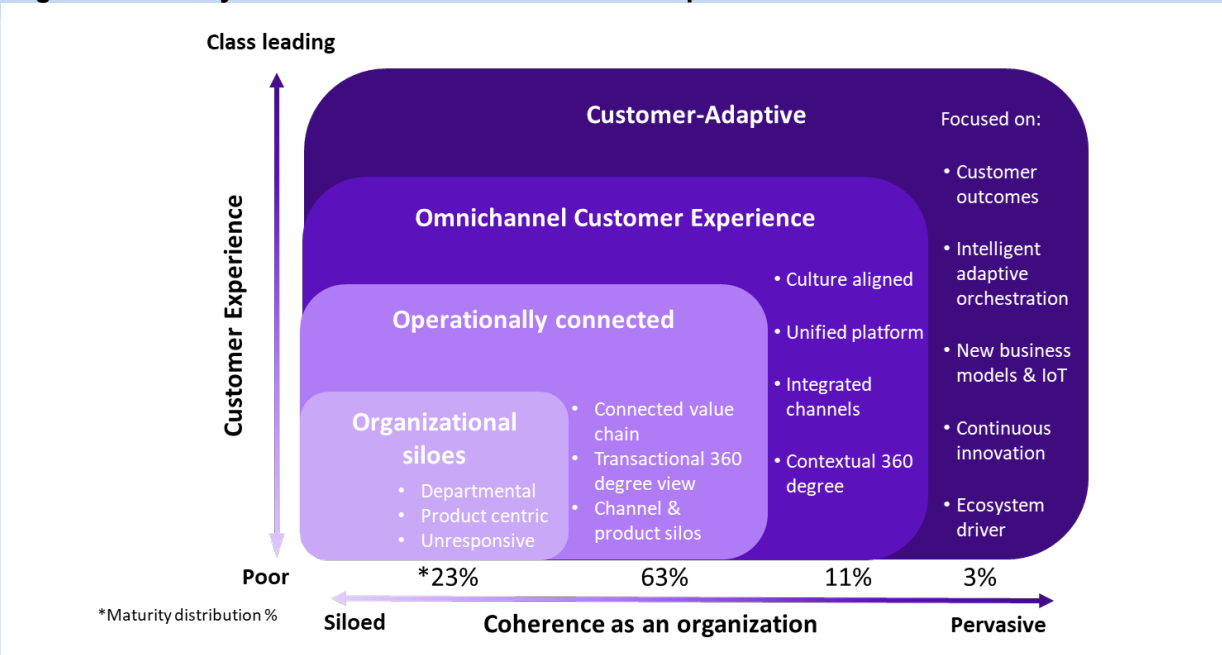 Class leading
Customer Experience
Customer-Adaptive
Focused on:
• Customer
outcomes
• Intelligent
adaptive
orchestration
• New business
models & IoT
• Continuous
innovation
• Ecosystem
driver
Omnichannel Customer Experience
• Culture aligned
• Unified platform
• Integrated
channels
• Contextual 360
degree
Operationally connected
• Connected value
chain
• Transactional 360
degree view
• Channel &
product silos
Organizational
siloes
• Departmental
• Product centric
• Unresponsive
Poor
*23%
63%
11%
3%
*Maturity distribution %
Siloed
Coherence as an organization
Pervasive